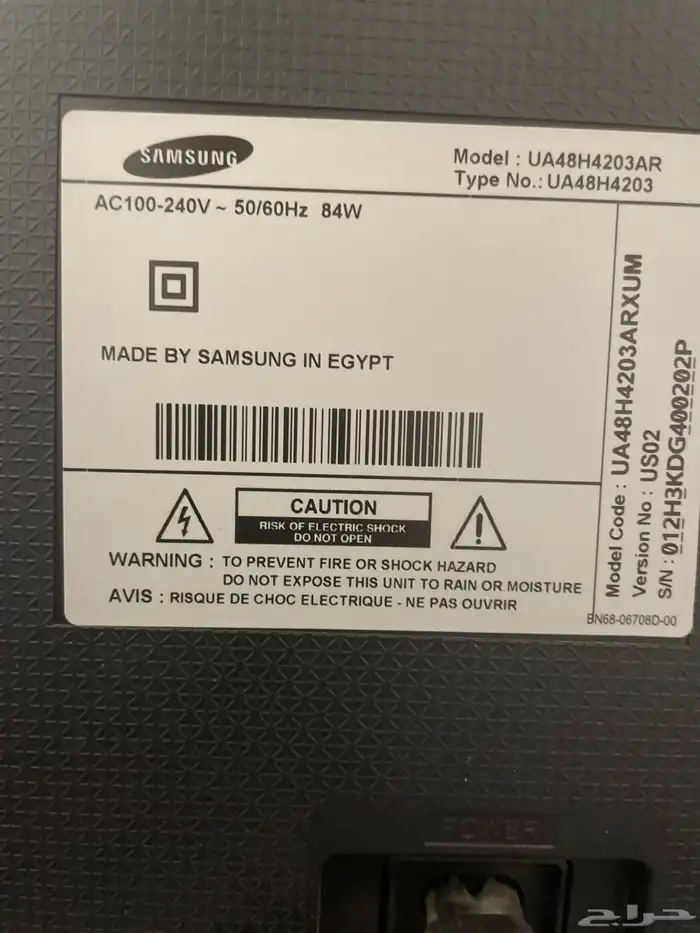 SAMSUNG
Model : UA48H4203AR
Type No.: UA48H4203
AC100-240V ~ 50/60Hz 84W
MADE BY SAMSUNG IN EGYPT
CAUTION
RISK OF ELECTRIC SHOCK
DO NOT OPEN
WARNING : TO PREVENT FIRE OR SHOCK HAZARD
DO NOT EXPOSE THIS UNIT TO RAIN OR MOISTURE
AVIS : RISQUE DE CHOC ELECTRIQUE - NE PAS OUVRIR
Model Code : UA48H4203ARXUM
Version No : US02
S/N : 012H3KDG400202P
BN68-06708D-00
POWER
حراج